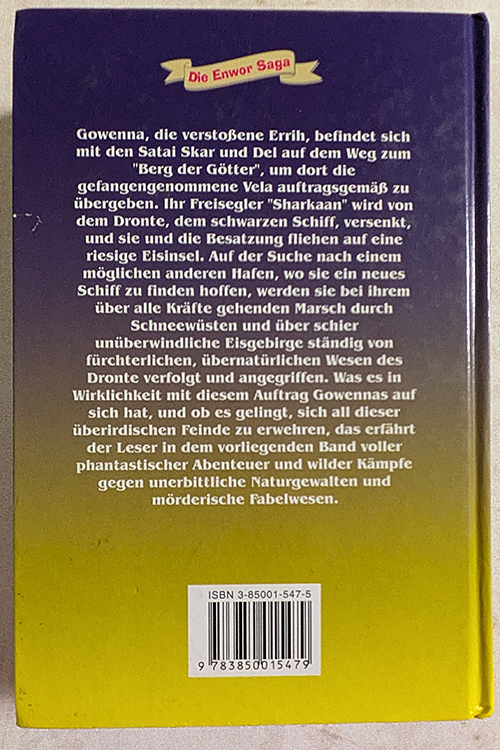 Die Enwor Saga
Gowenna, die verstoßene Errih, befindet sich
mit den Satai Skar und Del auf dem Weg zum
"Berg der Götter", um dort die
gefangengenommene Vela auftragsgemäß zu
übergeben. Ihr Freisegler "Sharkaan" wird von
dem Dronte, dem schwarzen Schiff, versenkt,
und sie und die Besatzung fliehen auf eine
riesige Eisinsel. Auf der Suche nach einem
möglichen anderen Hafen, wo sie ein neues
Schiff zu finden hoffen, werden sie bei ihrem
über alle Kräfte gehenden Marsch durch
Schneewüsten und über schier
unüberwindliche Eisgebirge ständig von
fürchterlichen, übernatürlichen Wesen des
Dronte verfolgt und angegriffen. Was es in
Wirklichkeit mit diesem Auftrag Gowennas auf
sich hat, und ob es gelingt, sich all dieser
überirdischen Feinde zu erwehren, das erfährt
der Leser in dem vorliegenden Band voller
phantastischer Abenteuer und wilder Kämpfe
gegen unerbittliche Naturgewalten und
mörderische Fabelwesen.
ISBN 3-85001-547-5
9 783850 015479